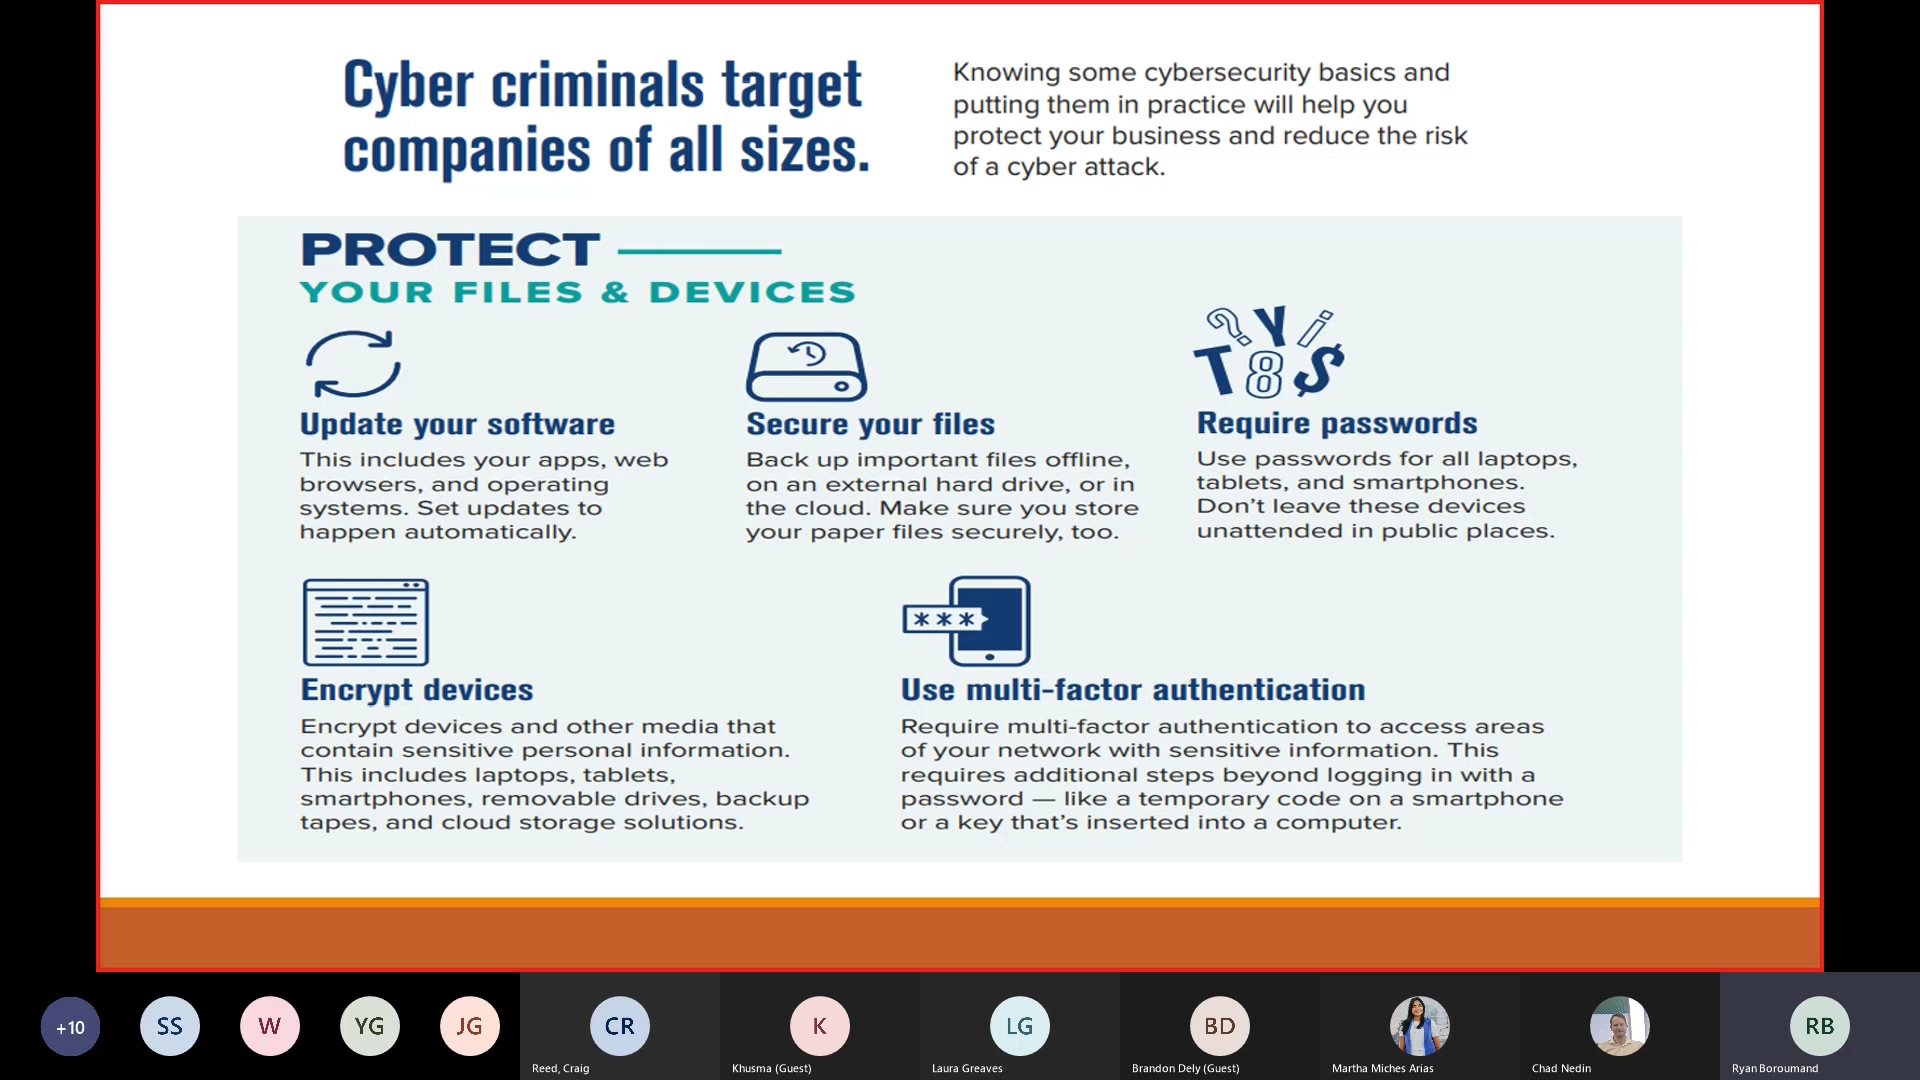 Cyber criminals target
companies of all sizes.
Knowing some cybersecurity basics and
putting them in practice will help you
protect your business and reduce the risk
of a cyber attack.
PROTECT
YOUR FILES & DEVICES
Update your software
This includes your apps, web
browsers, and operating
systems. Set updates to
happen automatically.
Secure your files
Back up important files offline,
on an external hard drive, or in
the cloud. Make sure you store
your paper files securely, too.
? Y i
T 8 $
Require passwords
Use passwords for all laptops,
tablets, and smartphones.
Don’t leave these devices
unattended in public places.
Encrypt devices
Encrypt devices and other media that
contain sensitive personal information.
This includes laptops, tablets,
smartphones, removable drives, backup
tapes, and cloud storage solutions.
***
Use multi-factor authentication
Require multi-factor authentication to access areas
of your network with sensitive information. This
requires additional steps beyond logging in with a
password — like a temporary code on a smartphone
or a key that’s inserted into a computer.
+10
SS
W
YG
JG
CR
Reed, Craig
K
Khusma (Guest)
LG
Laura Greaves
BD
Brandon Dely (Guest)
Martha Miches Arias
Chad Nedin
RB
Ryan Boroumand